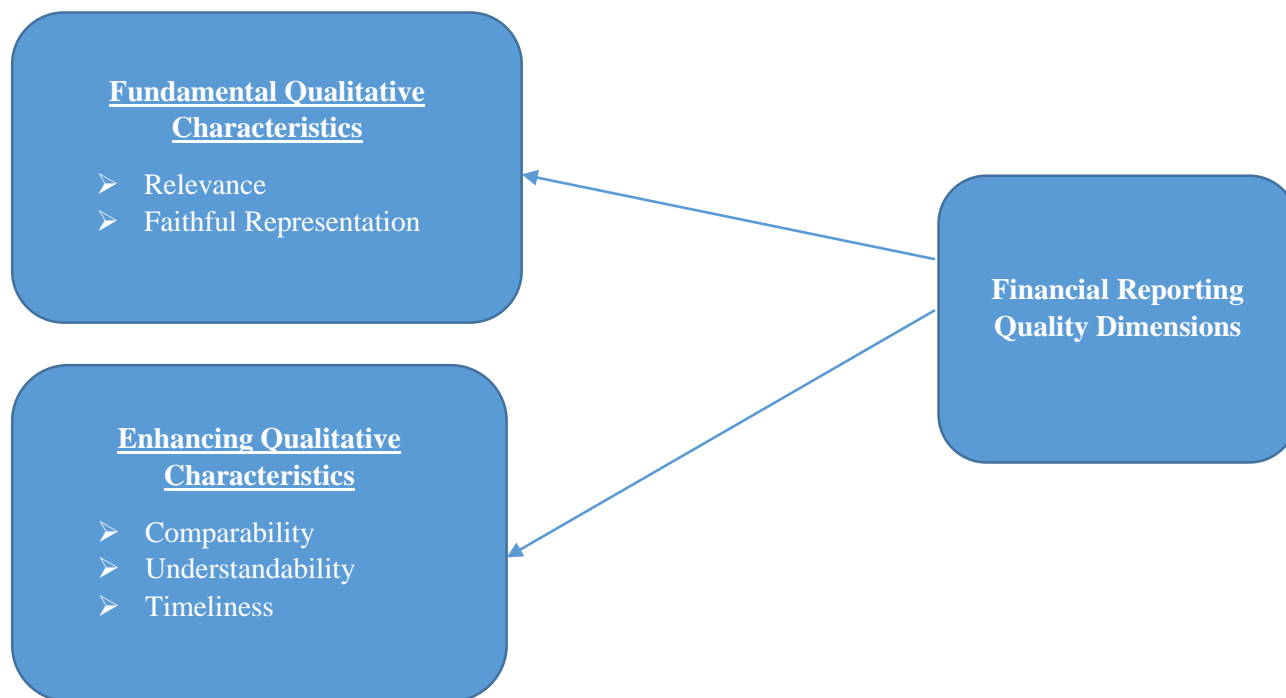 Fundamental Qualitative
Characteristics
➢ Relevance
➢ Faithful Representation
Financial Reporting
Quality Dimensions
Enhancing Qualitative
Characteristics
➢ Comparability
➢ Understandability
➢ Timeliness